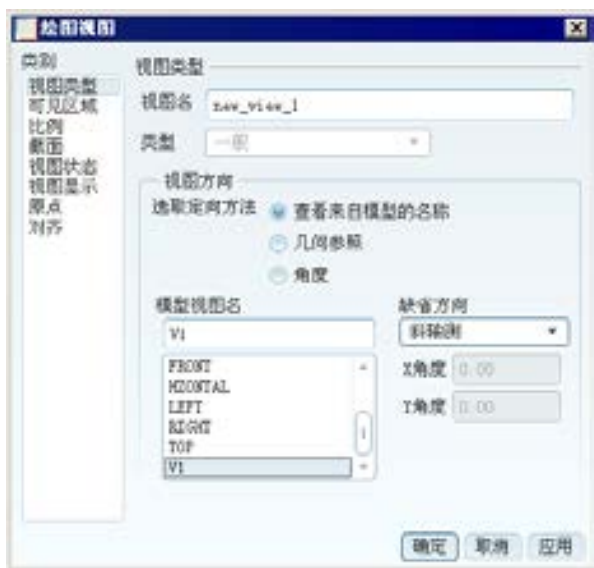 绘图视图
类别
视图类型
可见区域
比例
截面
视图状态
视图显示
原点
对齐
视图类型
视图名 new_view_1
类型 一般
视图方向
选取定向方法 查看来自模型的名称
几何参照
角度
模型视图名
V1
FRONT
MZONTAL
LEFT
RIGHT
TOP
V1
缺省方向
斜轴测
X角度 0.00
Y角度 0.00
确定 取消 应用